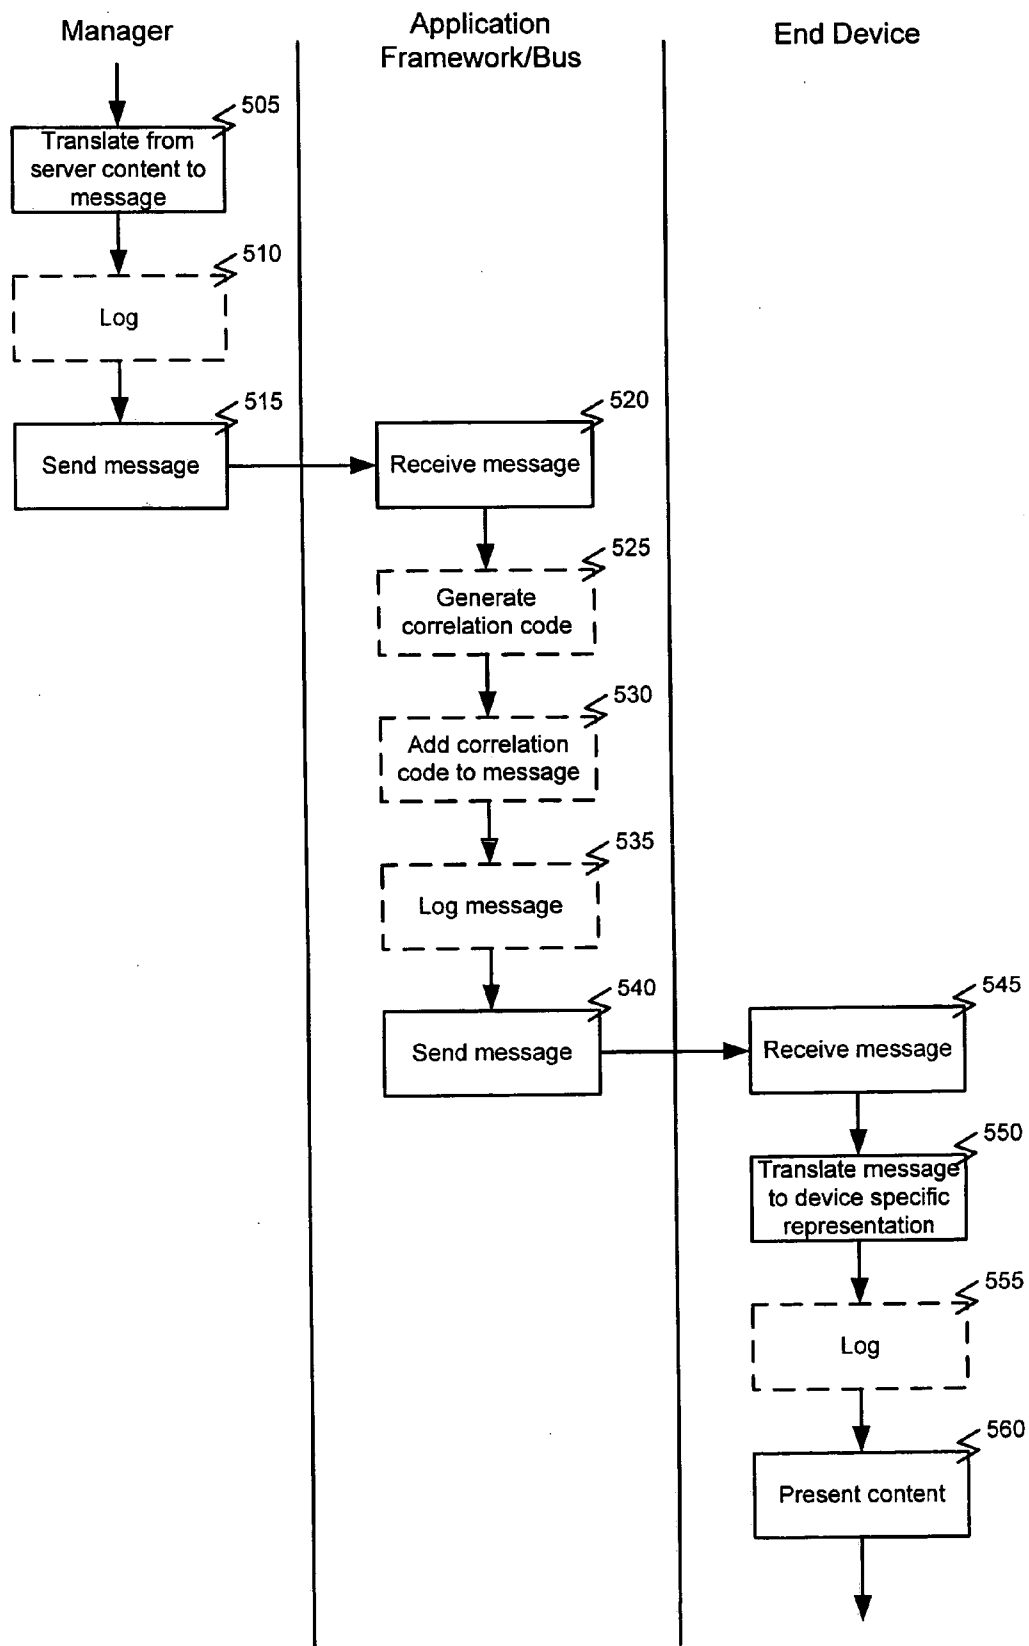 Manager
Application
Framework/Bus
End Device
505
Translate from
server content to
message
510
Log
515
Send message
520
Receive message
525
Generate
correlation code
530
Add correlation
code to message
535
Log message
540
Send message
545
Receive message
550
Translate message
to device specific
representation
555
Log
560
Present content